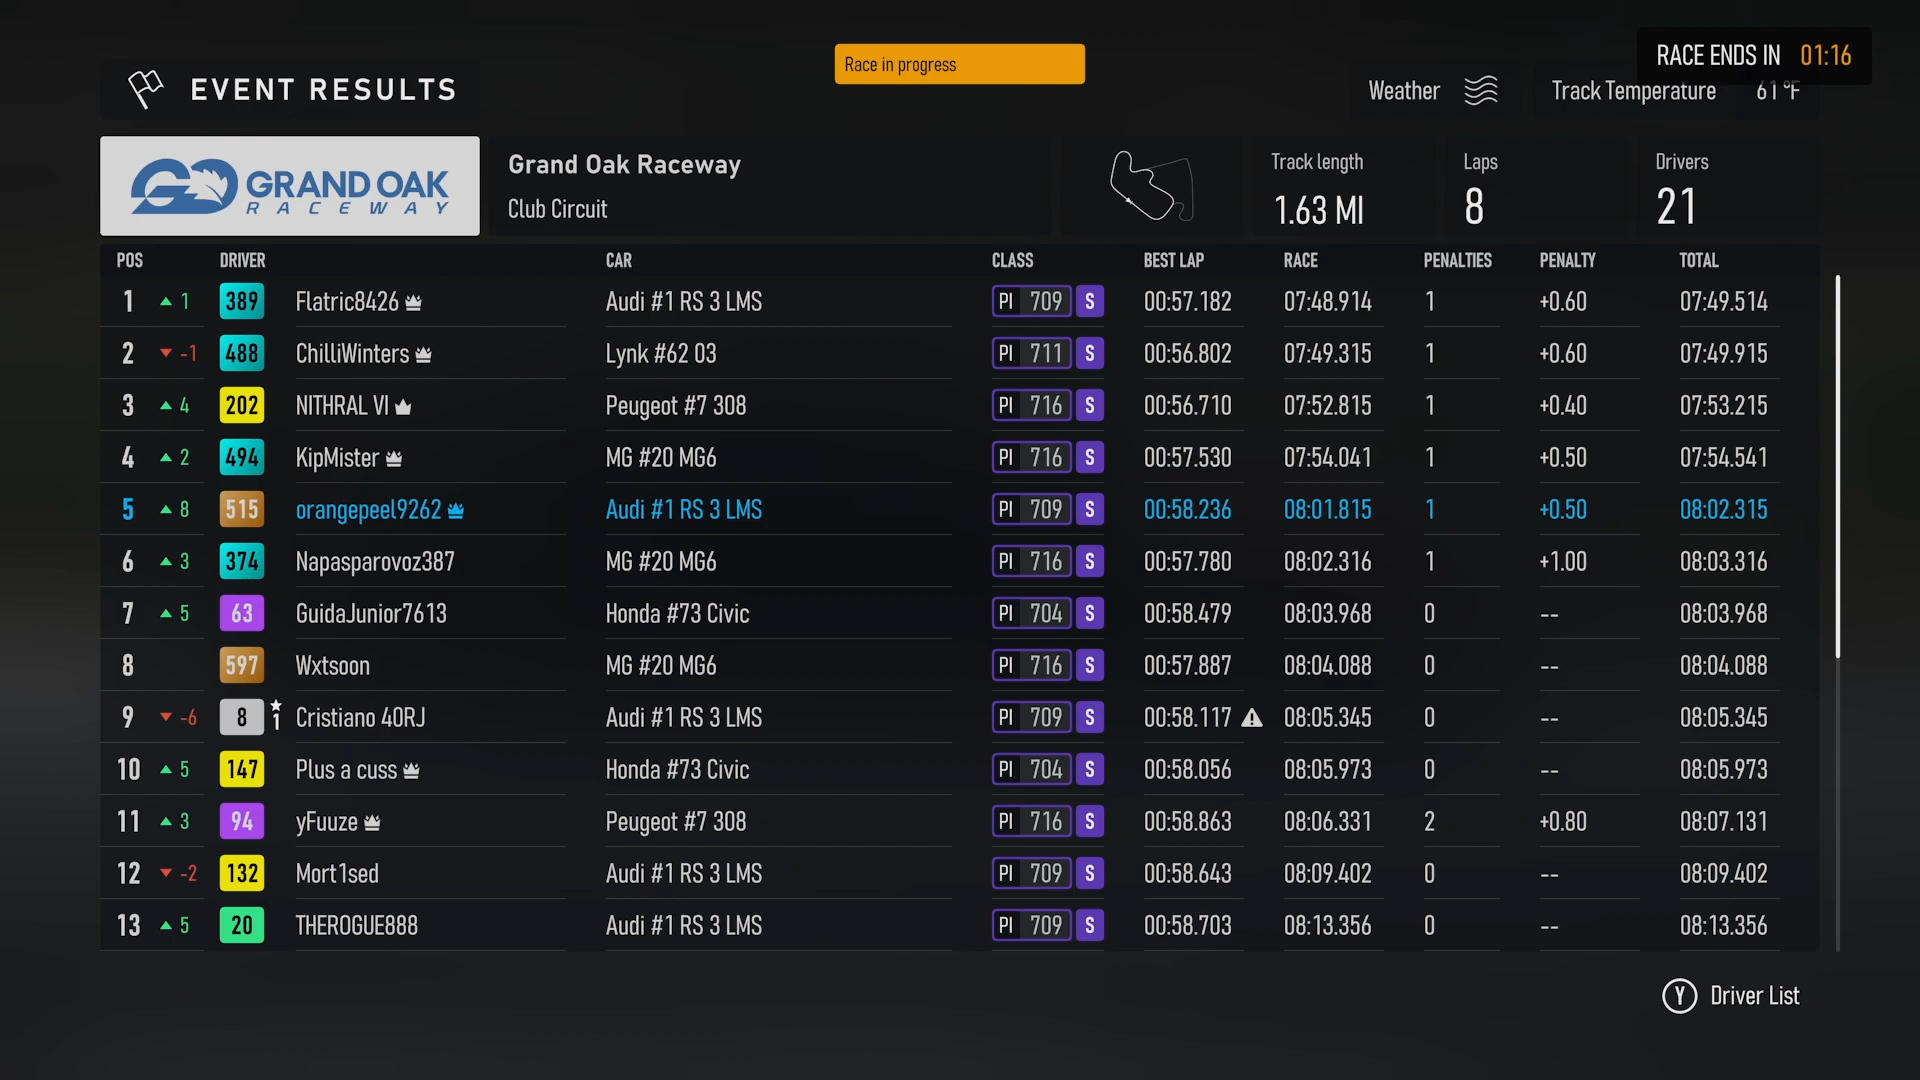 RACE ENDS IN 01:16
Race in progress
EVENT RESULTS
Weather
Track Temperature 61°F
GRAND OAK
RACEWAY
Grand Oak Raceway
Club Circuit
Track length
1.63 MI
Laps
8
Drivers
21
POS DRIVER CAR CLASS BEST LAP RACE PENALTIES PENALTY TOTAL
1 1 389 Flatric8426 Audi #1 RS 3 LMS PI 709 S 00:57.182 07:48.914 1 +0.60 07:49.514
2 -1 488 ChilliWinters Lynk #62 03 PI 711 S 00:56.802 07:49.315 1 +0.60 07:49.915
3 4 202 NITHRAL VI Peugeot #7 308 PI 716 S 00:56.710 07:52.815 1 +0.40 07:53.215
4 2 494 KipMister MG #20 MG6 PI 716 S 00:57.530 07:54.041 1 +0.50 07:54.541
5 8 515 orangepeel9262 Audi #1 RS 3 LMS PI 709 S 00:58.236 08:01.815 1 +0.50 08:02.315
6 3 374 Napasparovoz387 MG #20 MG6 PI 716 S 00:57.780 08:02.316 1 +1.00 08:03.316
7 5 63 GuidaJunior7613 Honda #73 Civic PI 704 S 00:58.479 08:03.968 0 -- 08:03.968
8 597 Wxtsoon MG #20 MG6 PI 716 S 00:57.887 08:04.088 0 -- 08:04.088
9 -6 8 1 Cristiano 40RJ Audi #1 RS 3 LMS PI 709 S 00:58.117 08:05.345 0 -- 08:05.345
10 5 147 Plus a cuss Honda #73 Civic PI 704 S 00:58.056 08:05.973 0 -- 08:05.973
11 3 94 yFuuze Peugeot #7 308 PI 716 S 00:58.863 08:06.331 2 +0.80 08:07.131
12 -2 132 Mort1sed Audi #1 RS 3 LMS PI 709 S 00:58.643 08:09.402 0 -- 08:09.402
13 5 20 THEROGUE888 Audi #1 RS 3 LMS PI 709 S 00:58.703 08:13.356 0 -- 08:13.356
Y Driver List